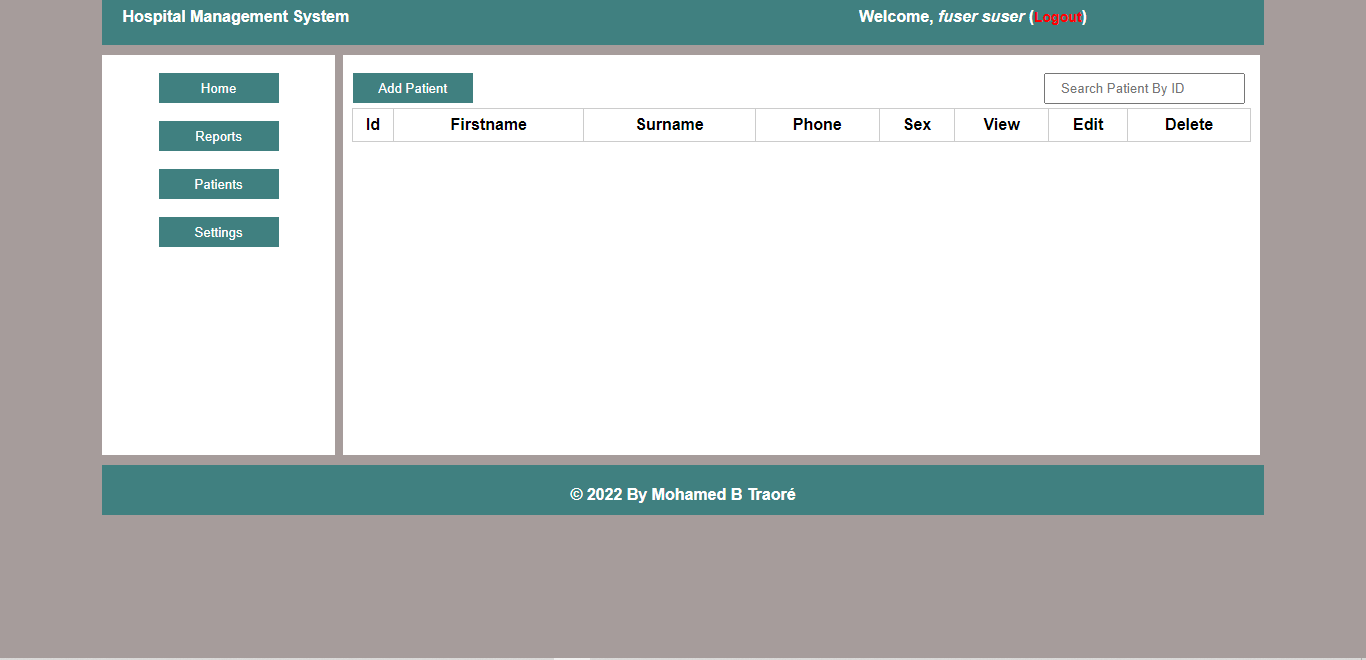 Hospital Management System
Welcome, fuser suser (Logout)
Home
Reports
Patients
Settings
Add Patient
Search Patient By ID
Id Firstname Surname Phone Sex View Edit Delete
© 2022 By Mohamed B Traoré